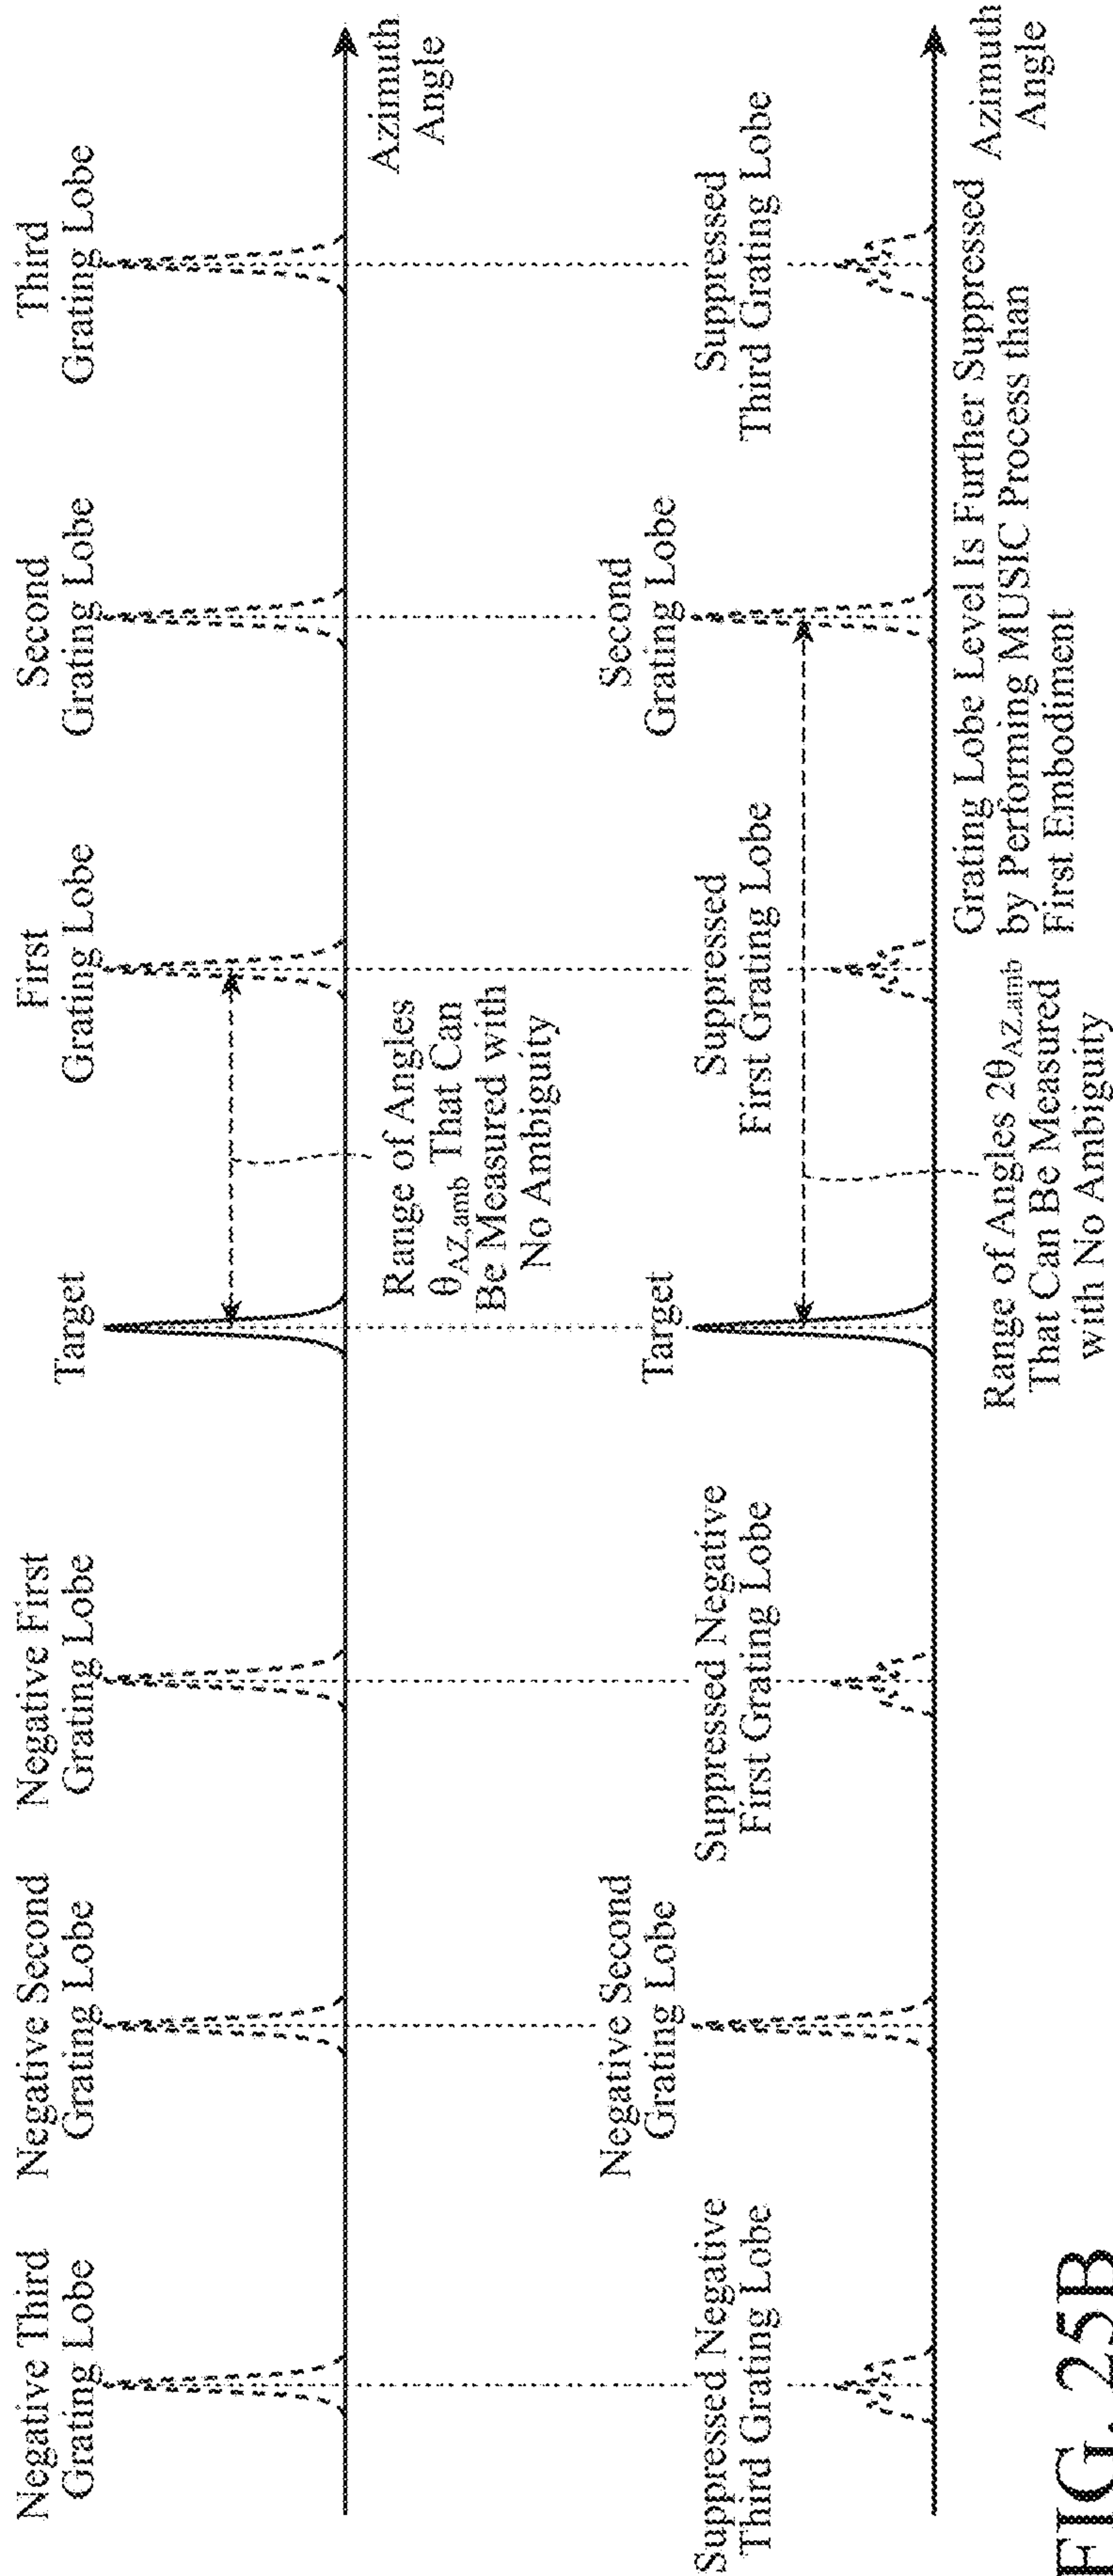 Negative Third
Grating Lobe
Negative Second
Grating Lobe
Negative First
Grating Lobe
Target
First
Grating Lobe
Second
Grating Lobe
Third
Grating Lobe
Range of Angles
θAZ,amb That Can
Be Measured with
No Ambiguity
Azimuth
Angle
Suppressed Negative
Third Grating Lobe
Negative Second
Grating Lobe
Suppressed Negative
First Grating Lobe
Target
Suppressed
First Grating Lobe
Second
Grating Lobe
Suppressed
Third Grating Lobe
Range of Angles 2θAZ,amb
That Can Be Measured
with No Ambiguity
Grating Lobe Level Is Further Suppressed
by Performing MUSIC Process than
First Embodiment
Azimuth
Angle
FIG. 25B